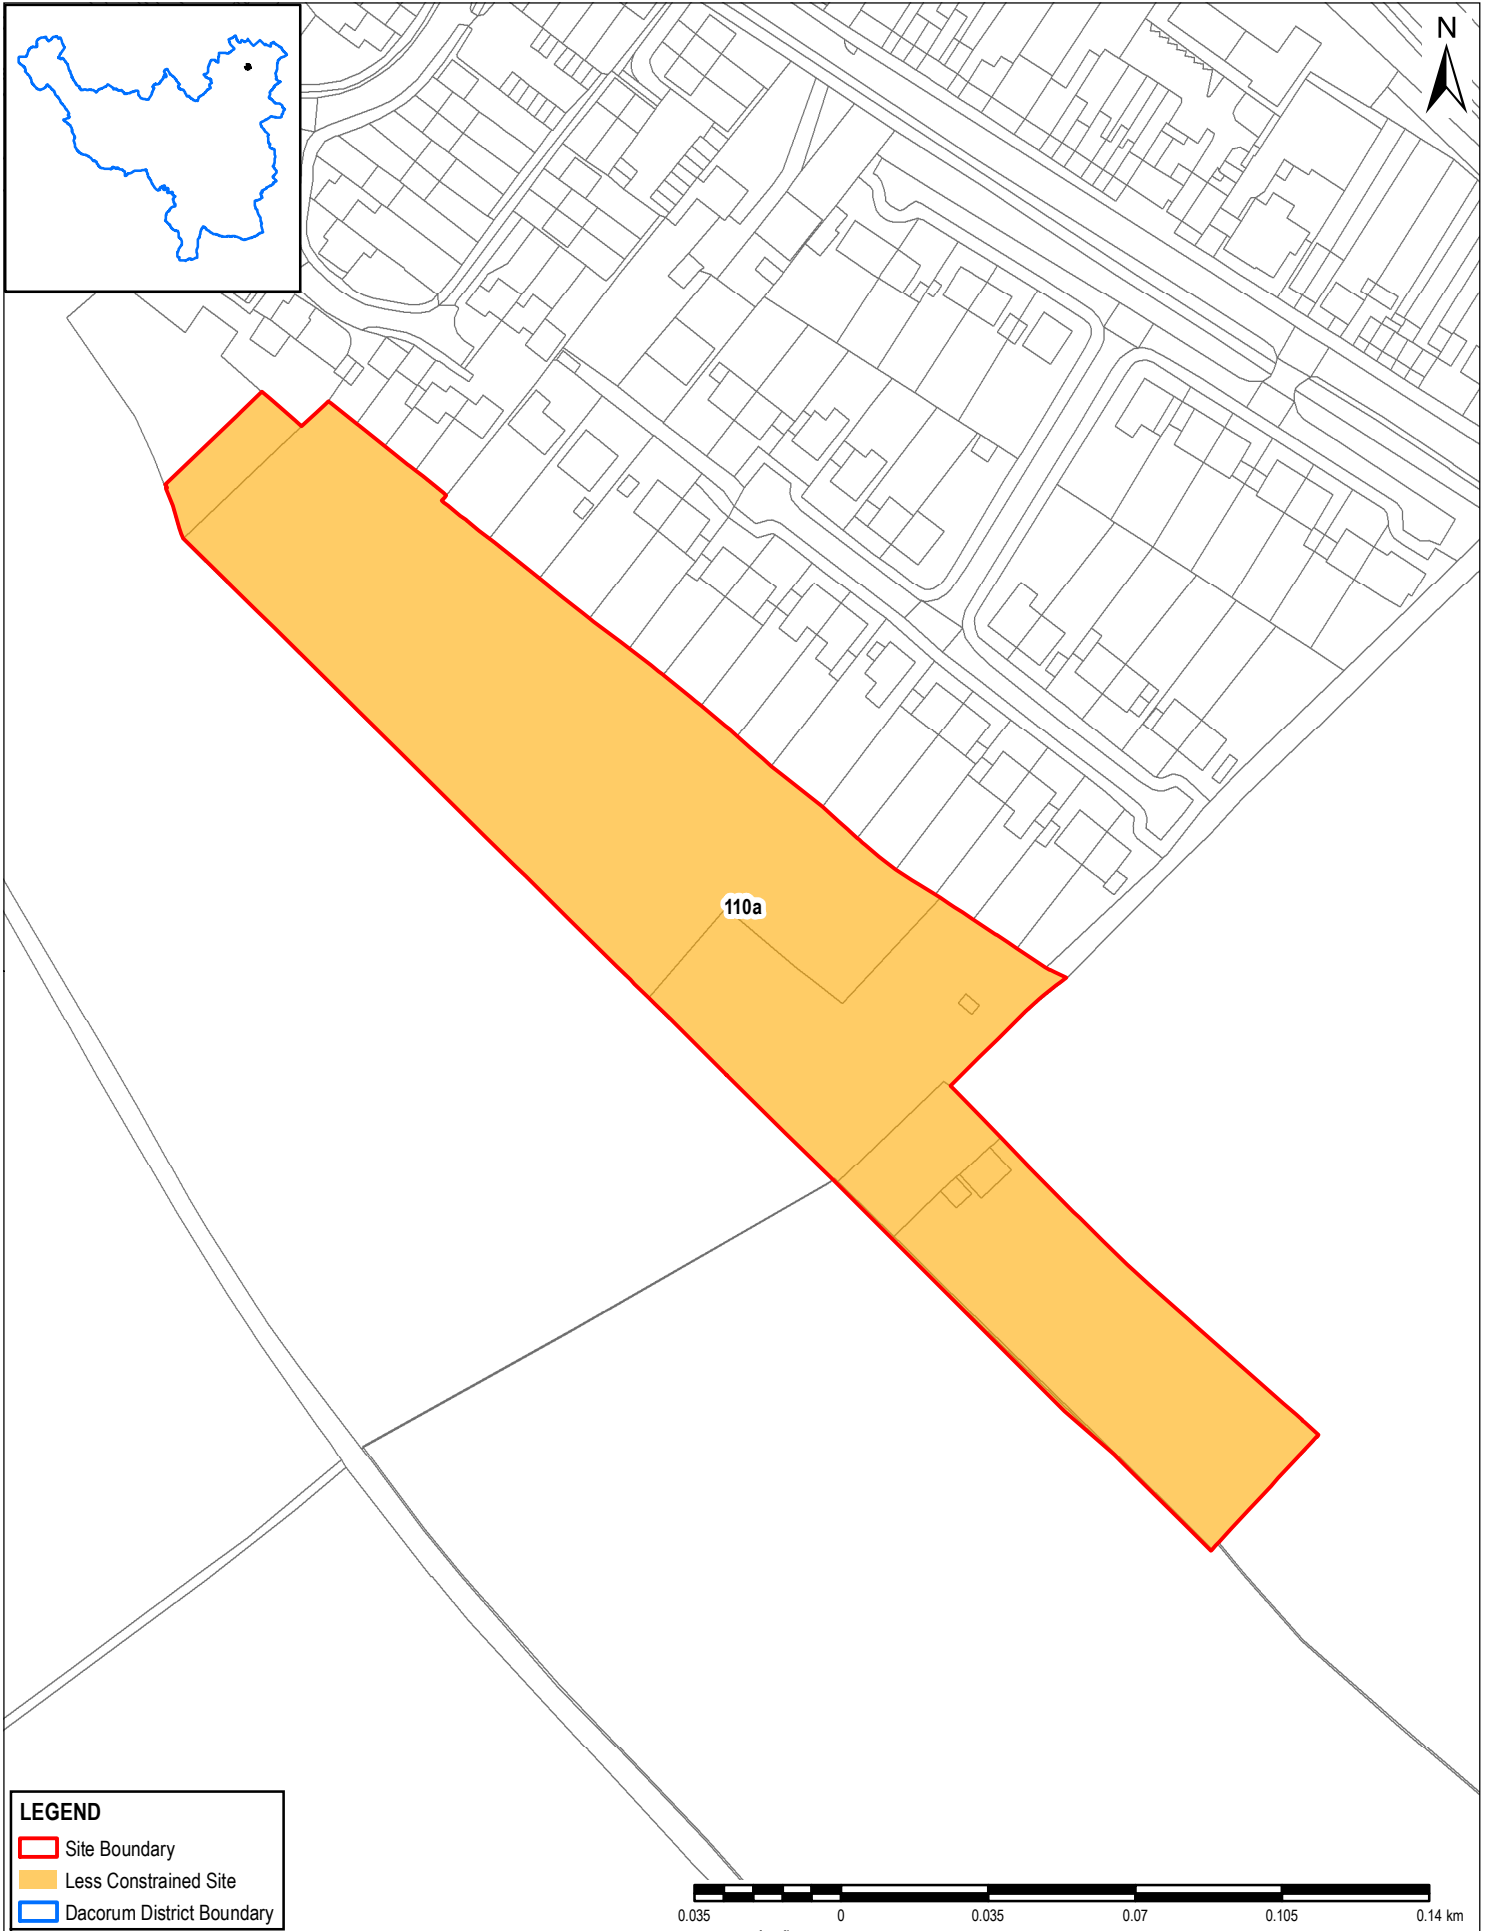 N
110a
LEGEND
Site Boundary
Less Constrained Site
Dacorum District Boundary
0.035 0 0.035 0.07 0.105 0.14 km